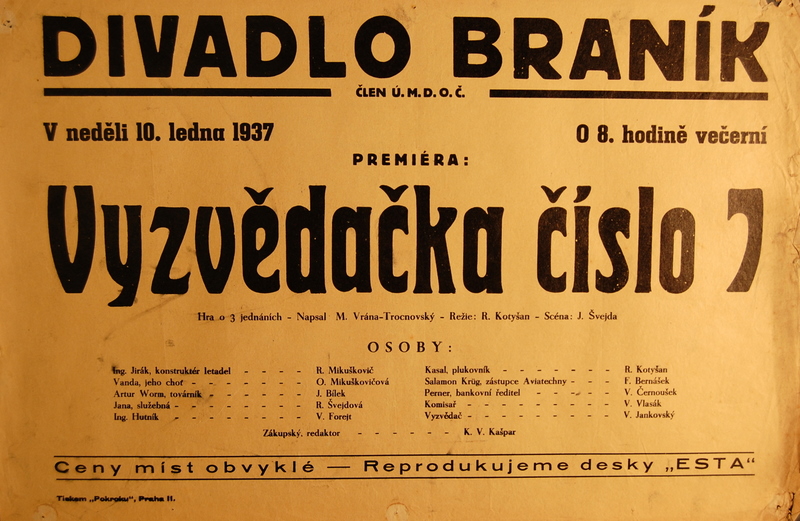 DIVADLO BRANÍK
ČLEN Ú. M. D. O. Č.
V neděli 10. ledna 1937 O 8. hodině večerní
PREMIÉRA:
Vyzvědačka číslo 7
Hra o 3 jednáních - Napsal M. Vrána-Trocnovský - Režie: R. Kotyšan - Scéna: J. Švejda
OSOBY:
Ing. Jirák, konstruktér letadel - - - - - R. Mikuškovič
Vanda, jeho choť - - - - - - - O. Mikuškovičová
Artur Worm, továrník - - - - - - J. Bílek
Jana, služebná - - - - - - - - R. Švejdová
Ing. Hutník - - - - - - - - V. Forejt
Kasal, plukovník - - - - - - - R. Kotyšan
Salamon Krüg, zástupce Aviatechny - - - F. Bernášek
Perner, bankovní ředitel - - - - - - V. Černoušek
Komisař - - - - - - - - - V. Vlasák
Vyzvědač - - - - - - - - - V. Jankovský
Zákupský, redaktor - - - - - - K. V. Kašpar
Ceny míst obvyklé — Reprodukujeme desky „ESTA“
Tiskem „Pokroku“, Praha II.